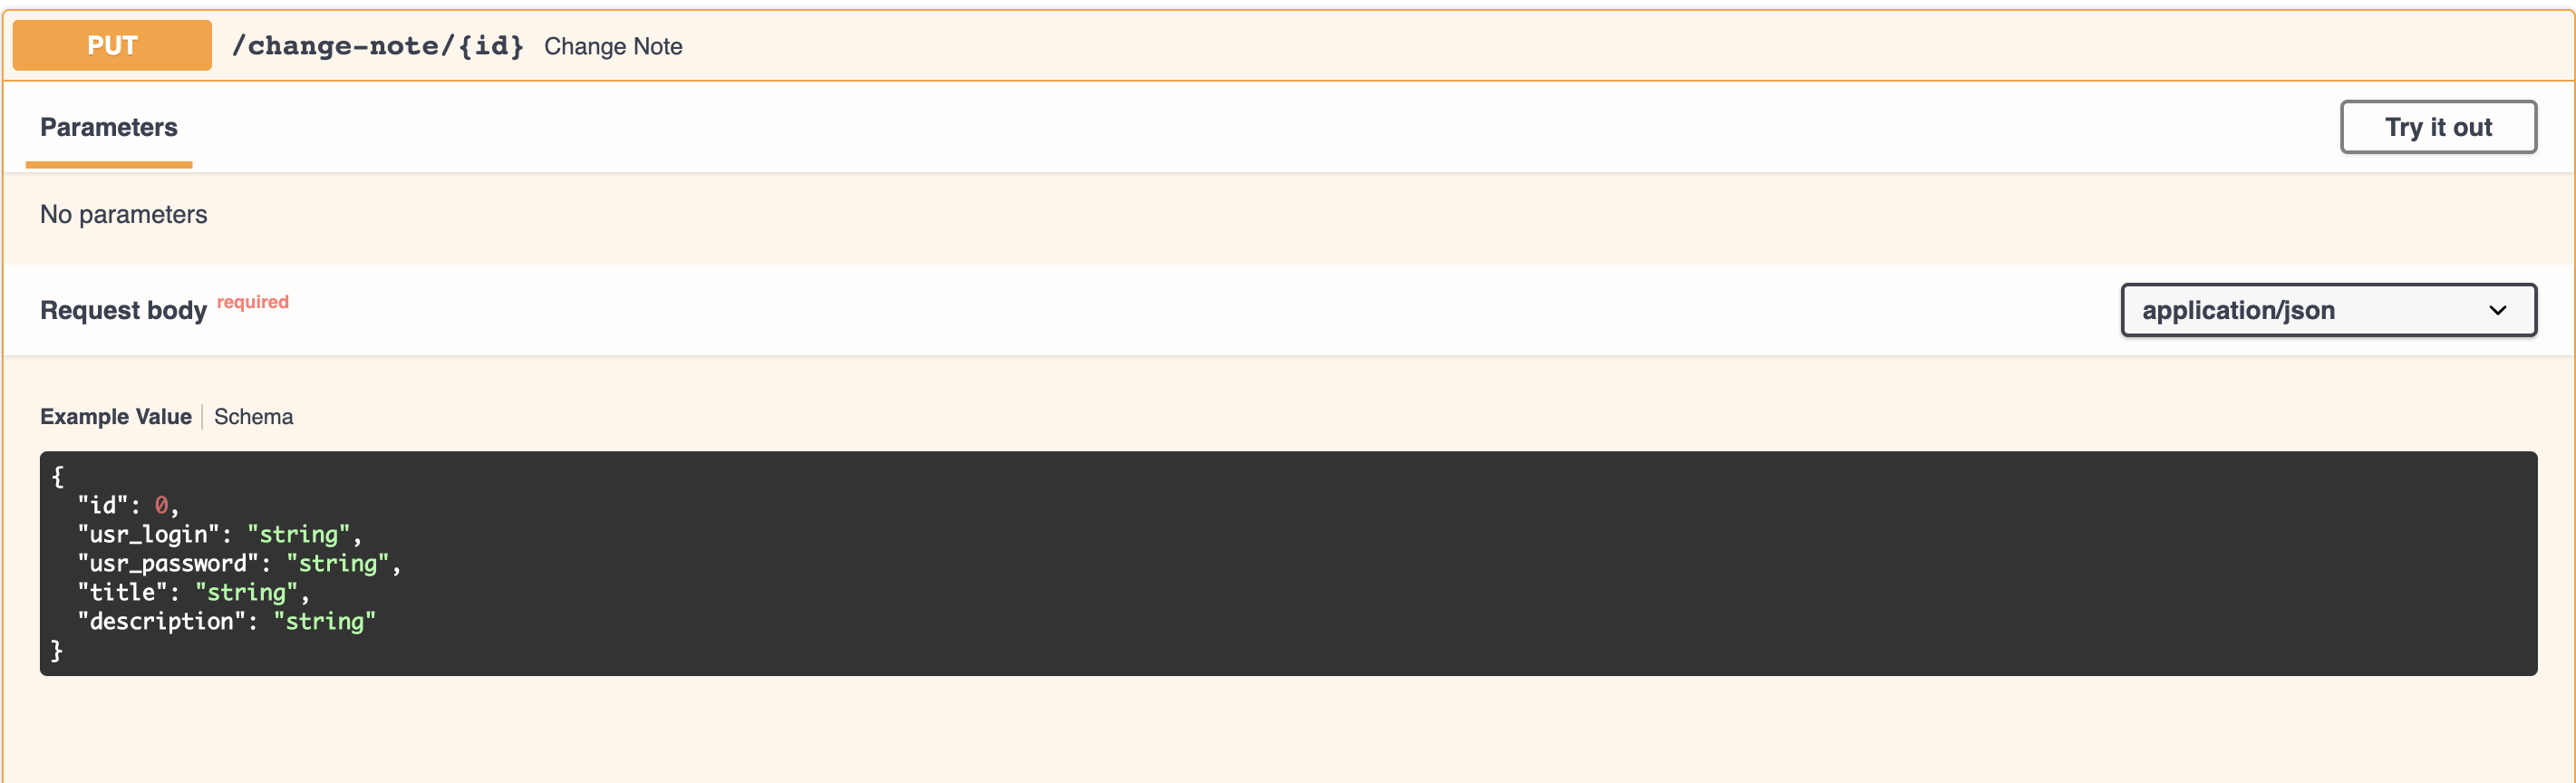 PUT /change-note/{id} Change Note
Parameters
Try it out
No parameters
Request body required
application/json
Example Value | Schema
{
  "id": 0,
  "usr_login": "string",
  "usr_password": "string",
  "title": "string",
  "description": "string"
}